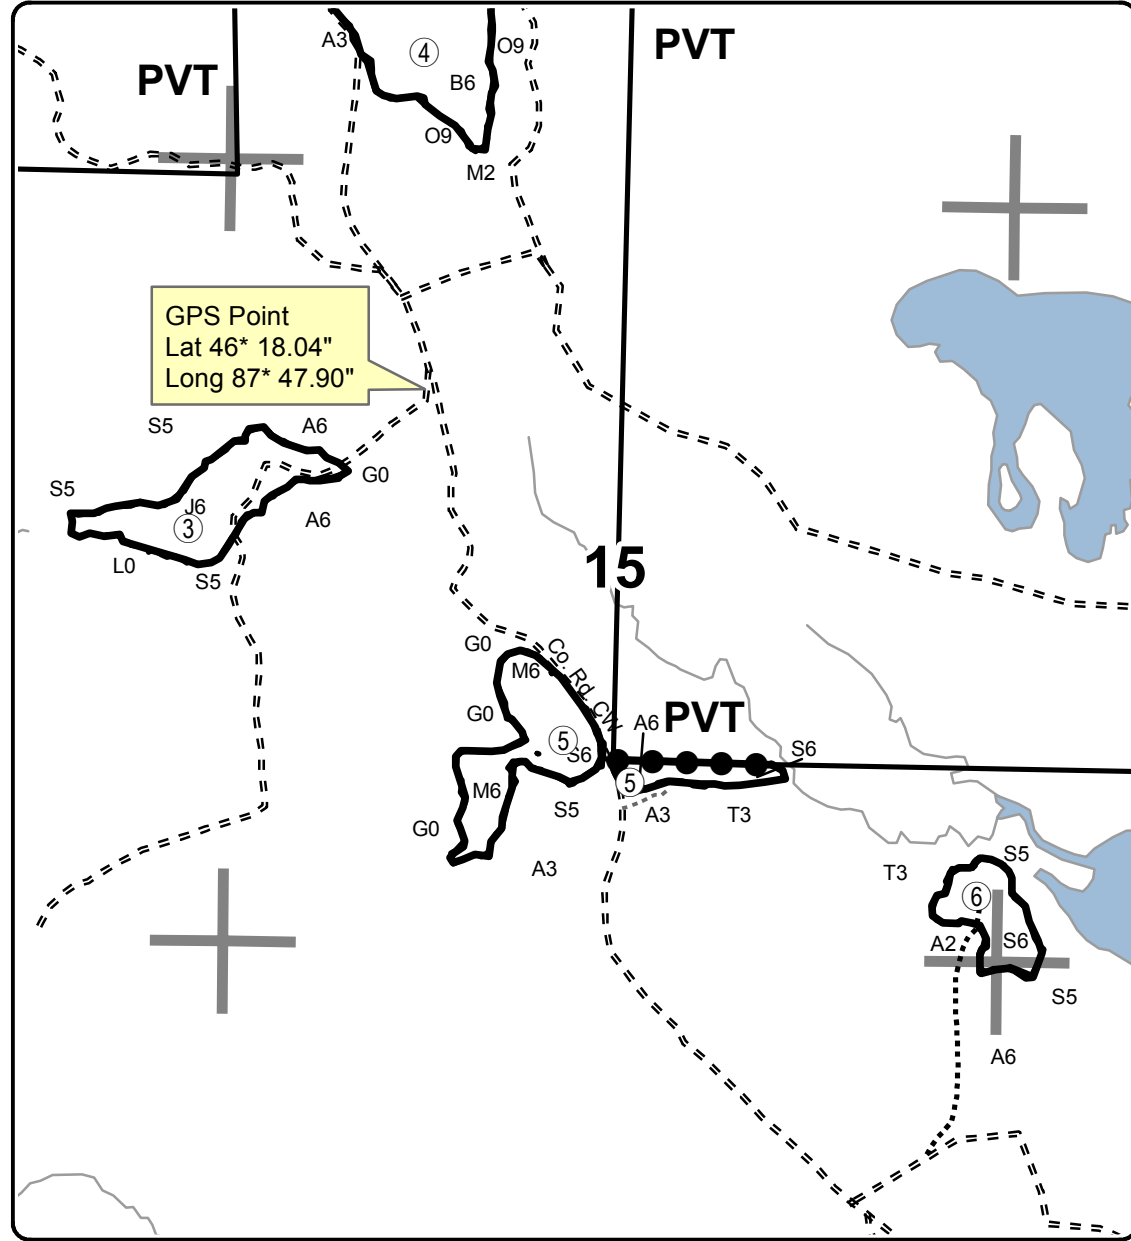 A3
4
O9
PVT
PVT
B6
O9
M2
GPS Point
Lat 46* 18.04"
Long 87* 47.90"
S5
A6
G0
S5
J6
3
A6
L0
S5
15
G0
M6
Co. Rd. CW
G0
A6
PVT
5
S6
S6
5
M6
S5
A3
T3
G0
A3
S5
T3
6
A2
S6
S5
A6